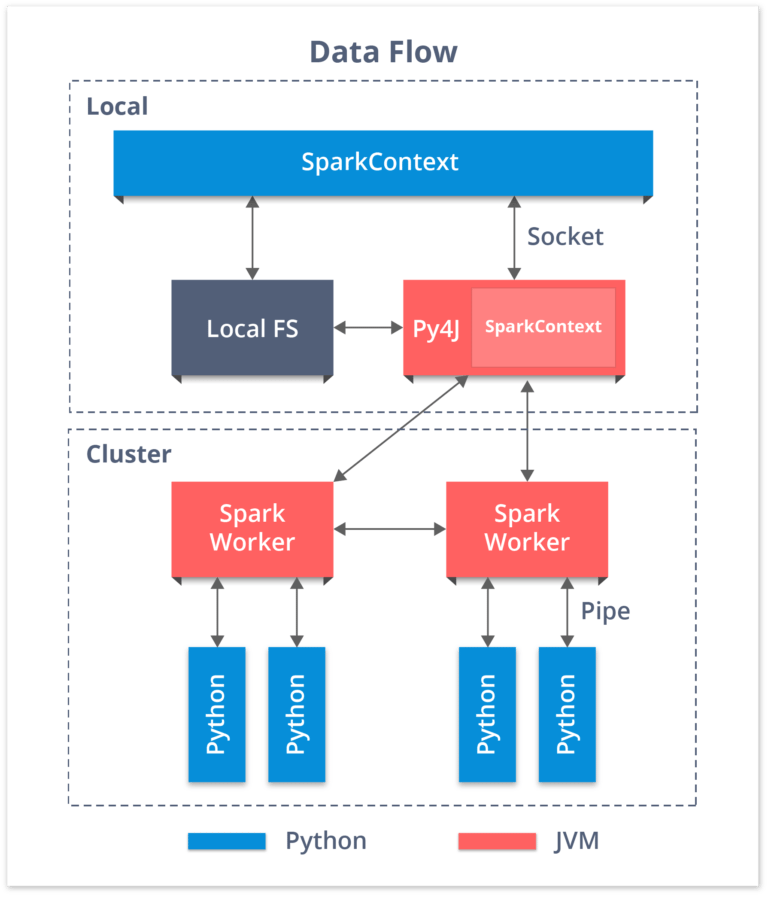 Data Flow
Local
SparkContext
Socket
Local FS
Py4J
SparkContext
Cluster
Spark
Worker
Spark
Worker
Pipe
Python
Python
Python
Python
Python
JVM